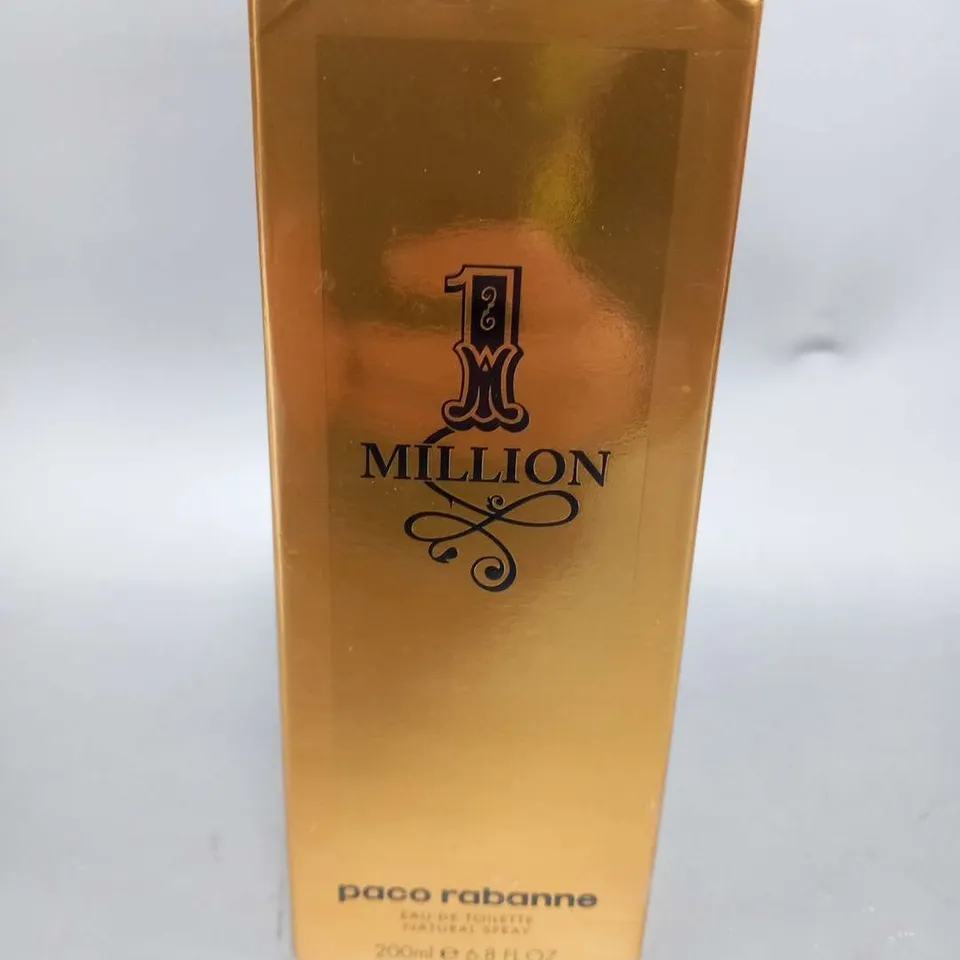 1
MILLION
paco rabanne
EAU DE TOILETTE
NATURAL SPRAY
200ml ℮ 6.8 FL OZ